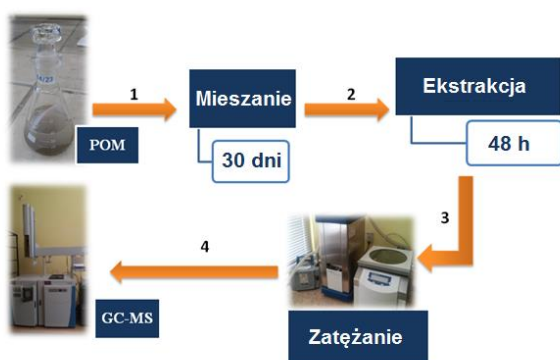 1
2
Mieszanie
Ekstrakcja
POM
30 dni
48 h
3
4
GC-MS
Zatężanie